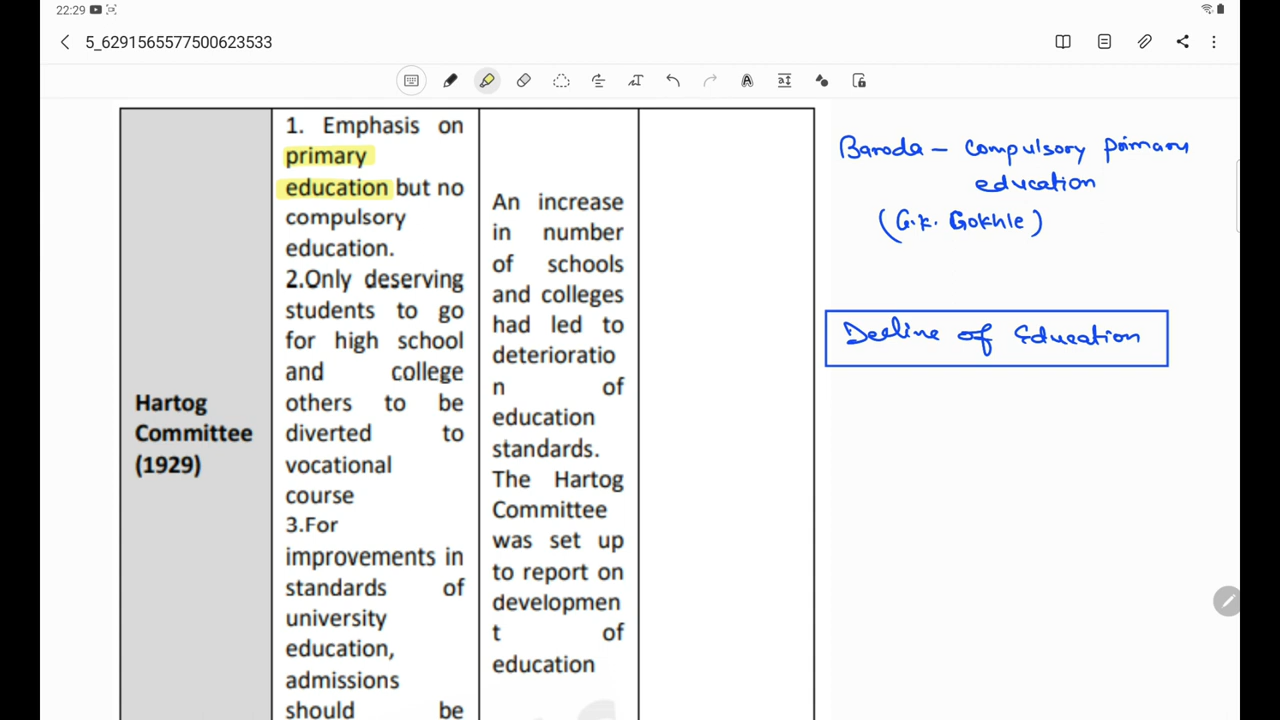 22:29
5_6291565577500623533
Hartog
Committee
(1929)
1. Emphasis on
primary
education but no
compulsory
education.
2.Only deserving
students to go
for high school
and college
others to be
diverted to
vocational
course
3.For
improvements in
standards of
university
education,
admissions
should be
An increase
in number
of schools
and colleges
had led to
deterioratio
n of
education
standards.
The Hartog
Committee
was set up
to report on
developmen
t of
education
Baroda – Compulsory Primary
education
(G.K. Gokhle)
Decline of Education